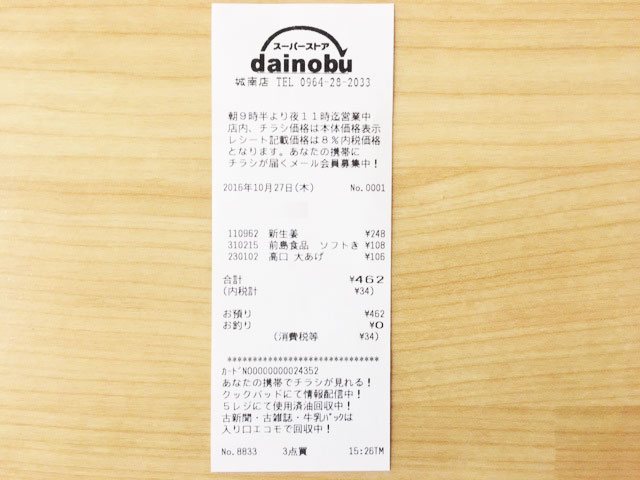 スーパーストア
dainobu
城南店 TEL 0964-28-2033
朝9時半より夜11時迄営業中
店内、チラシ価格は本体価格表示
レシート記載価格は8%内税価格
となります。あなたの携帯に
チラシが届くメール会員募集中!
2016年10月27日(木) No.0001
110962 新生姜 ¥248
310215 前島食品 ソフトき ¥108
230102 高口 大あげ ¥106
合計 ¥462
(内税計 ¥34)
お預り ¥462
お釣り ¥0
(消費税等 ¥34)
******************************
ｶｰﾄﾞNO0000000024352
あなたの携帯でチラシが見れる!
クックパッドにて情報配信中!
5レジにて使用済油回収中!
古新聞・古雑誌・牛乳ﾊﾟｯｸは
入り口エコモで回収中!
No.8833 3点買 15:26TM